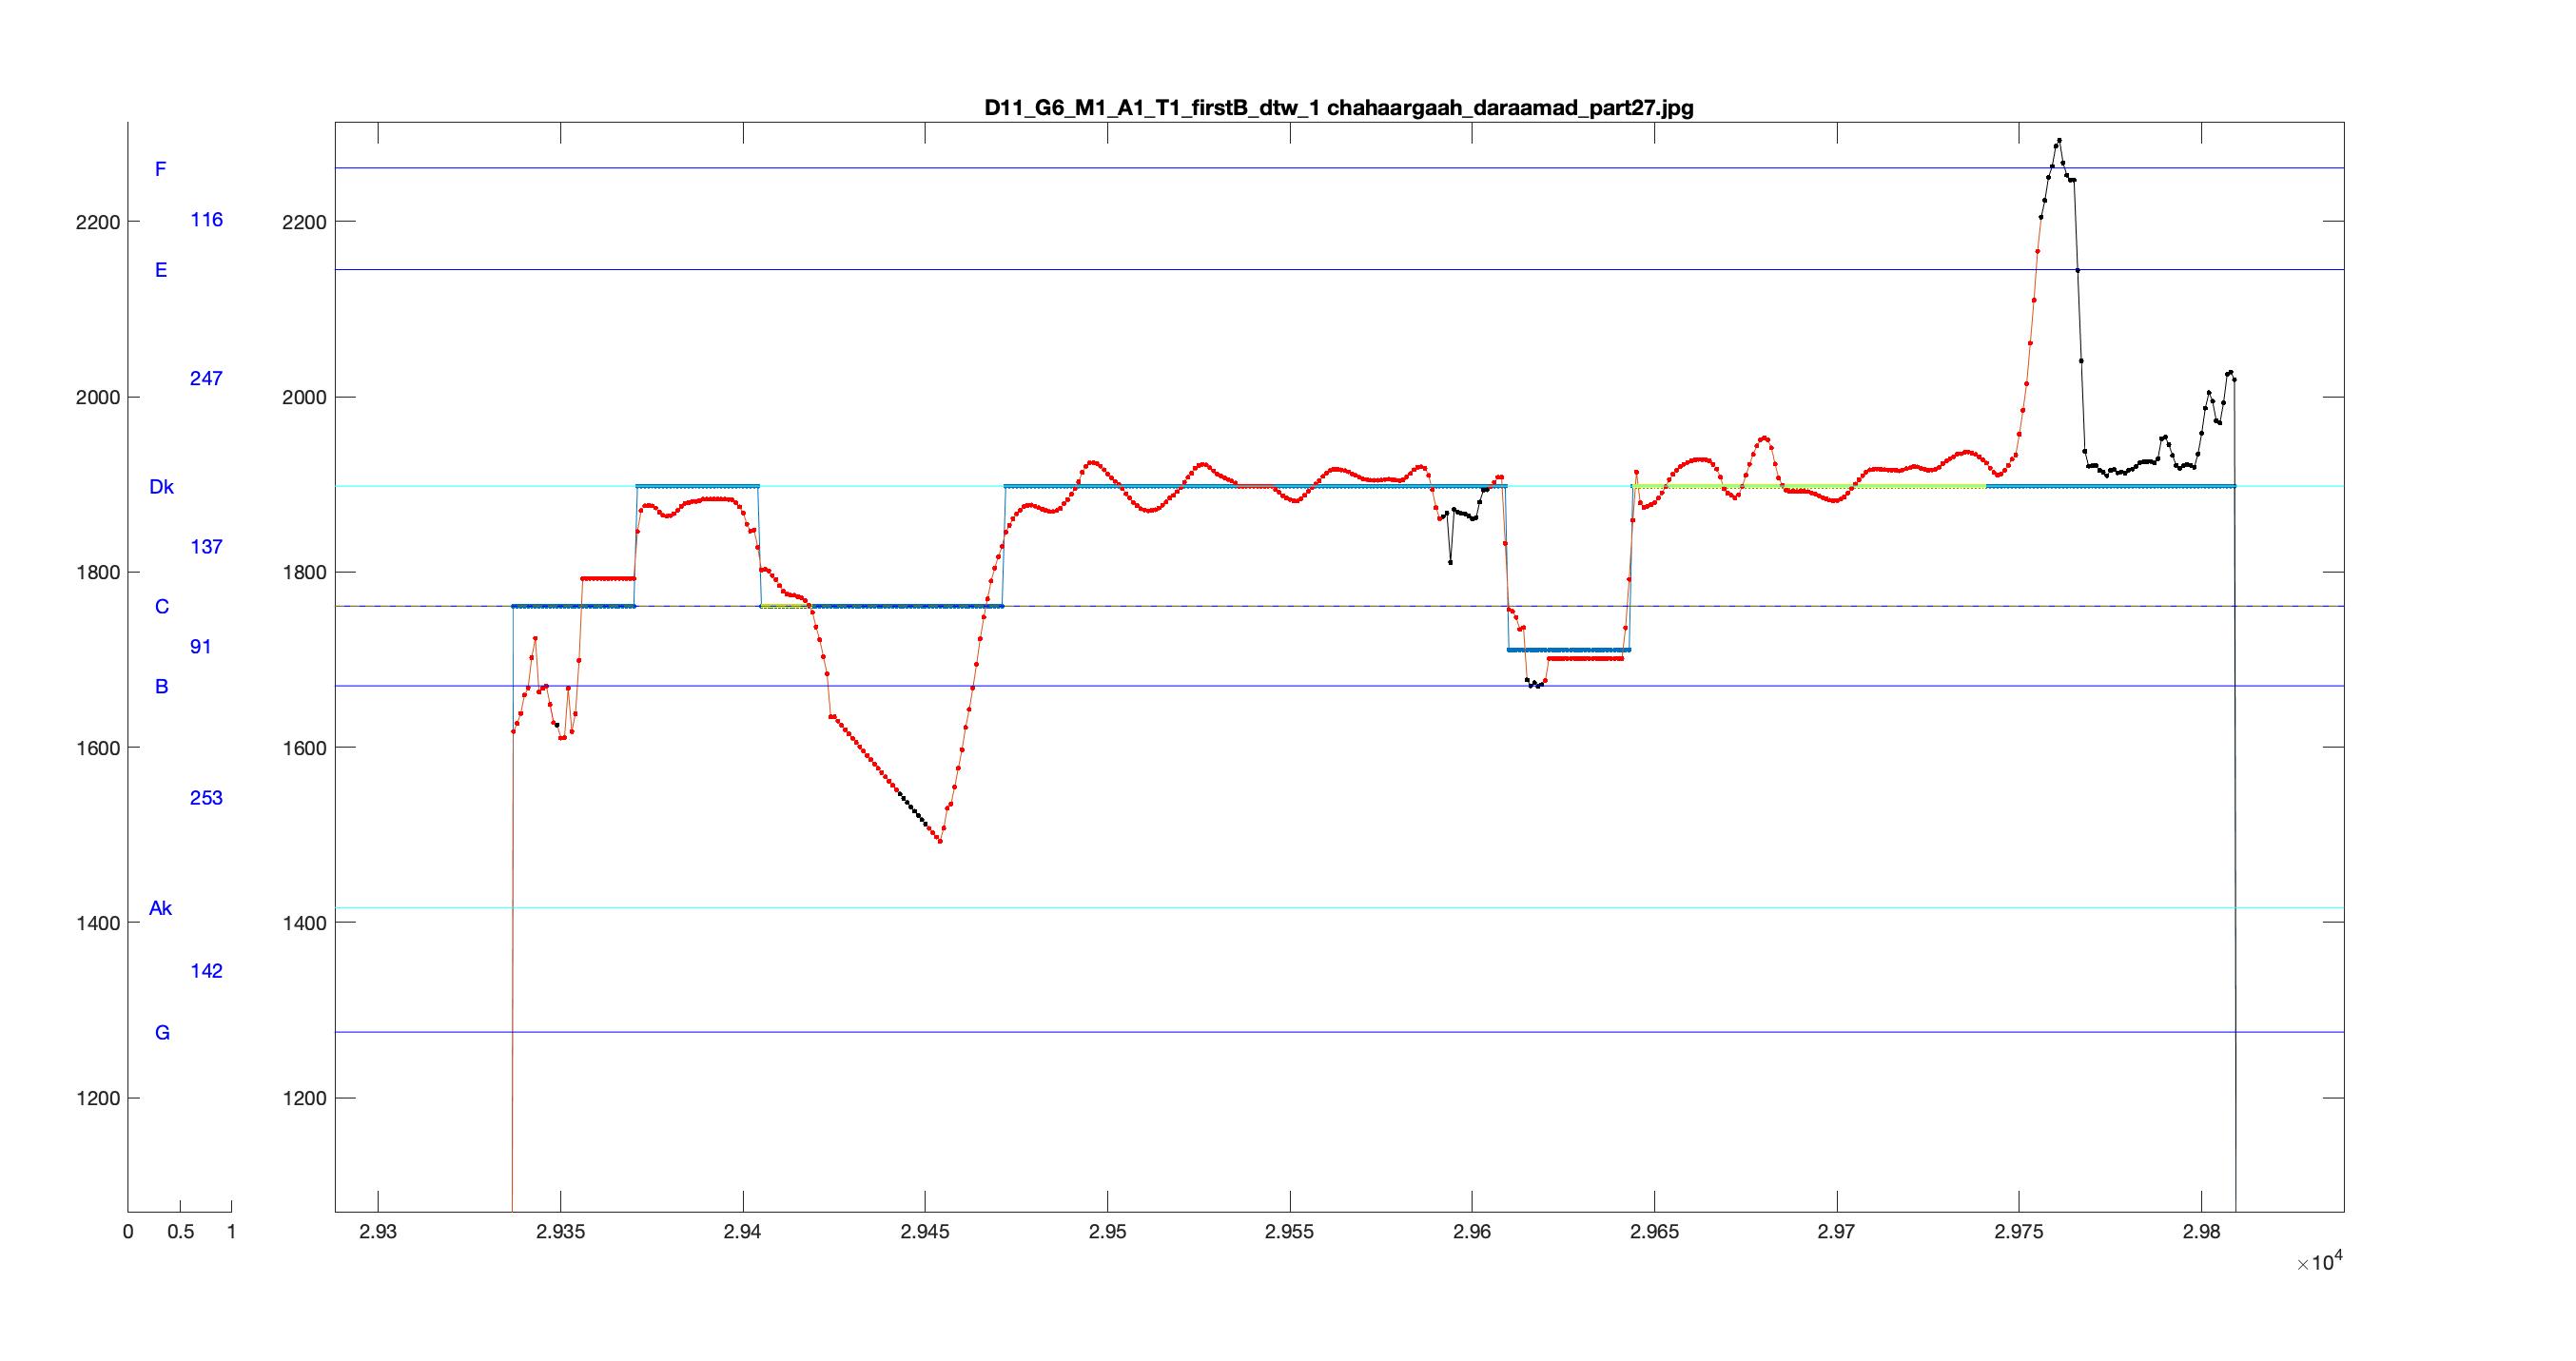 D11_G6_M1_A1_T1_firstB_dtw_1 chahaargaah_daraamad_part27.jpg
F
2200 116 2200
E
247
2000 2000
Dk
137
1800 1800
C
91
B
1600 1600
253
Ak
1400 1400
142
G
1200 1200
0 0.5 1 2.93 2.935 2.94 2.945 2.95 2.955 2.96 2.965 2.97 2.975 2.98
×10⁴